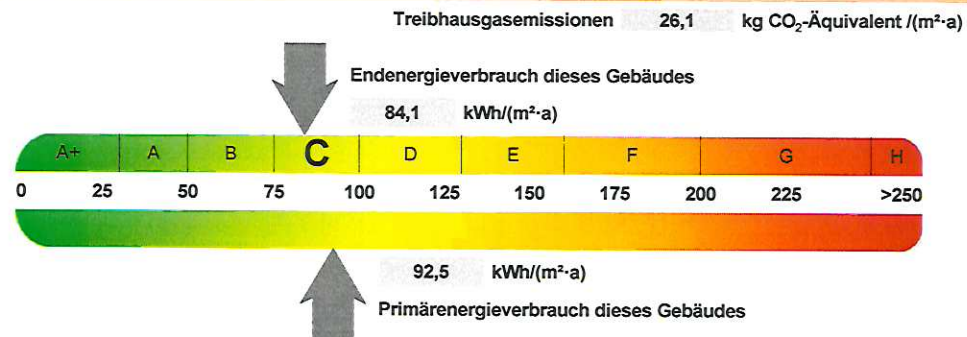 Treibhausgasemissionen 26,1 kg CO₂-Äquivalent /(m²·a)
Endenergieverbrauch dieses Gebäudes
84,1 kWh/(m²·a)
A+ A B C D E F G H
0 25 50 75 100 125 150 175 200 225 >250
92,5 kWh/(m²·a)
Primärenergieverbrauch dieses Gebäudes